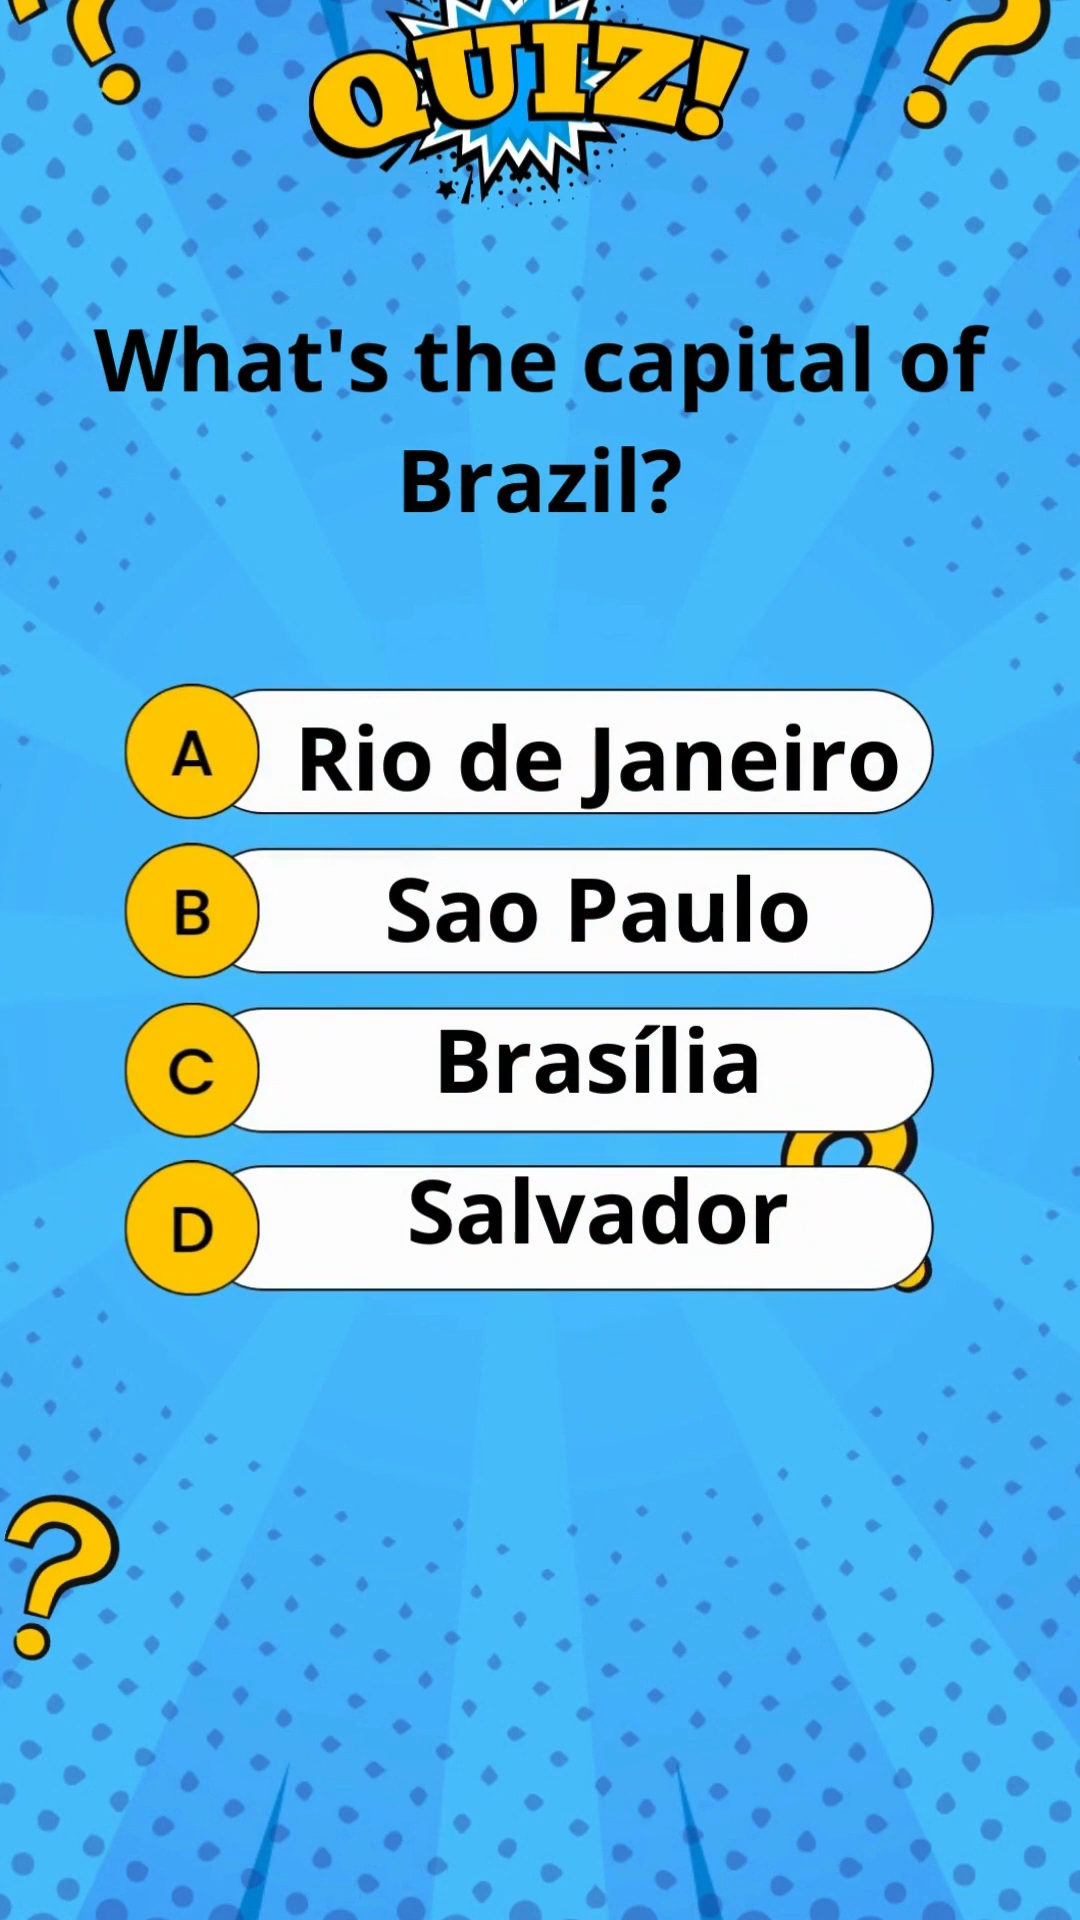 QUIZ!
What's the capital of
Brazil?
A Rio de Janeiro
B Sao Paulo
C Brasília
D Salvador